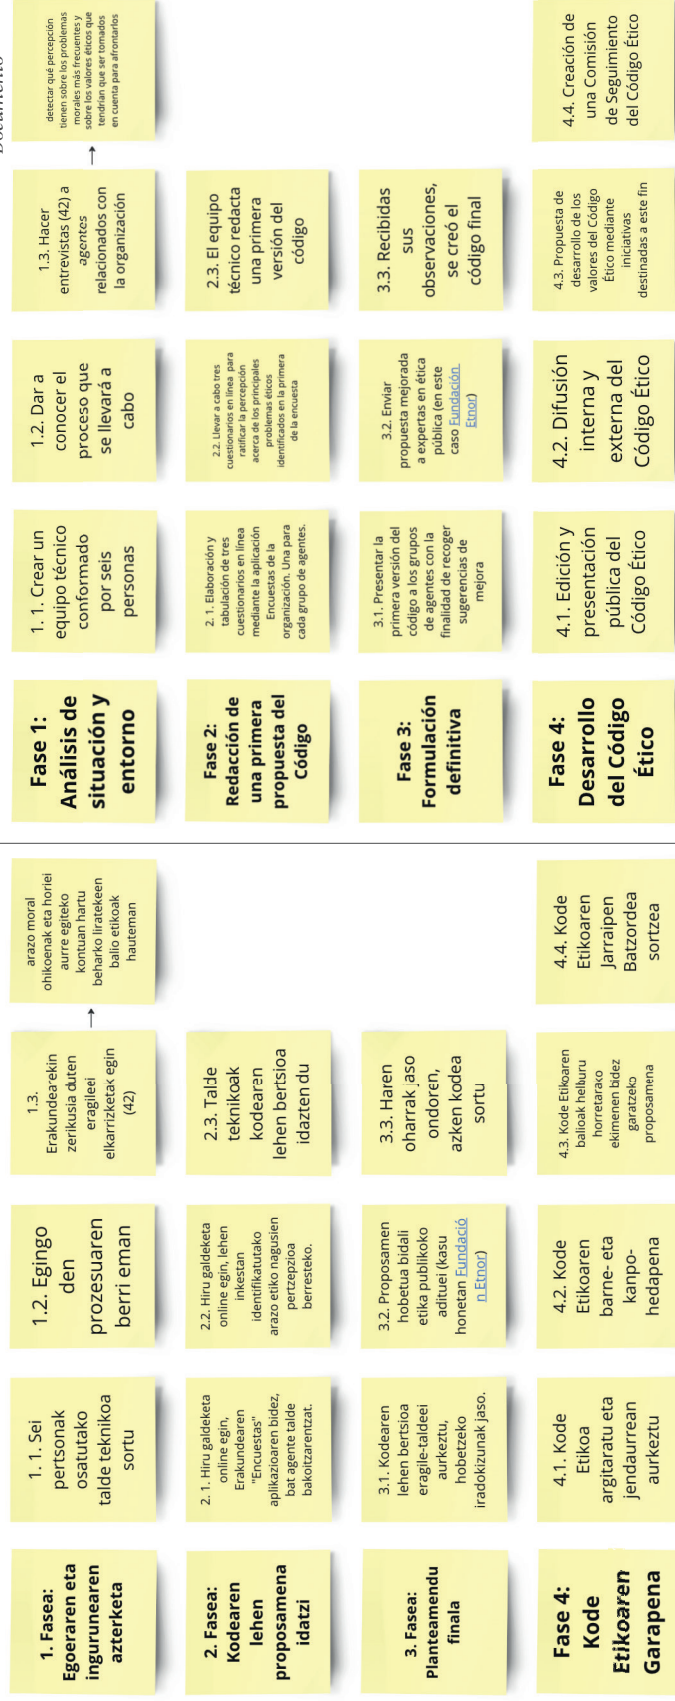 Documento
1. Fasea:
Egoeraren eta
ingurunearen
azterketa
1. 1. Sei
pertsonak
osatutako
talde teknikoa
sortu
1.2. Egingo
den
prozesuaren
berri eman
1.3.
Erakundearekin
zerikusia duten
eragileei
elkarrizketak egin
(42)
→
arazo moral
ohikoenak eta horiei
aurre egiteko
kontuan hartu
beharko liratekeen
balio etikoak
hauteman
2. Fasea:
Kodearen
lehen
proposamena
idatzi
2. 1. Hiru galdeketa
online egin,
Erakundearen
"Encuestas"
aplikazioaren bidez,
bat agente talde
bakoitzarentzat.
2.2. Hiru galdeketa
online egin, lehen
inkestan
identifikatutako
arazo etiko nagusien
pertzepzioa
berresteko.
2.3. Talde
teknikoak
kodearen
lehen bertsioa
idazten du
3. Fasea:
Planteamendu
finala
3.1. Kodearen
lehen bertsioa
eragile-taldeei
aurkeztu,
hobetzeko
iradokizunak jaso.
3.2. Proposamen
hobetua bidali
etika publikoko
adituei (kasu
honetan Fundació
n Etnor)
3.3. Haren
oharrak jaso
ondoren,
azken kodea
sortu
Fase 4:
Kode
Etikoaren
Garapena
4.1. Kode
Etikoa
argitaratu eta
jendaurrean
aurkeztu
4.2. Kode
Etikoaren
barne- eta
kanpo-
hedapena
4.3. Kode Etikoaren
balioak helburu
horretarako
ekimenen bidez
garatzeko
proposamena
4.4. Kode
Etikoaren
Jarraipen
Batzordea
sortzea
Fase 1:
Análisis de
situación y
entorno
1. 1. Crear un
equipo técnico
conformado
por seis
personas
1.2. Dar a
conocer el
proceso que
se llevará a
cabo
1.3. Hacer
entrevistas (42) a
agentes
relacionados con
la organización
→
detectar qué percepción
tienen sobre los problemas
morales más frecuentes y
sobre los valores éticos que
tendrían que ser tomados
en cuenta para afrontarlos
Fase 2:
Redacción de
una primera
propuesta del
Código
2. 1. Elaboración y
tabulación de tres
cuestionarios en línea
mediante la aplicación
Encuestas de la
organización. Una para
cada grupo de agentes.
2.2. Llevar a cabo tres
cuestionarios en línea para
ratificar la percepción
acerca de los principales
problemas éticos
identificados en la primera
de la encuesta
2.3. El equipo
técnico redacta
una primera
versión del
código
Fase 3:
Formulación
definitiva
3.1. Presentar la
primera versión del
código a los grupos
de agentes con la
finalidad de recoger
sugerencias de
mejora
3.2. Enviar
propuesta mejorada
a expertas en ética
pública (en este
caso Fundación
Etnor)
3.3. Recibidas
sus
observaciones,
se creó el
código final
Fase 4:
Desarrollo
del Código
Ético
4.1. Edición y
presentación
pública del
Código Ético
4.2. Difusión
interna y
externa del
Código Ético
4.3. Propuesta de
desarrollo de los
valores del Código
Ético mediante
iniciativas
destinadas a este fin
4.4. Creación de
una Comisión
de Seguimiento
del Código Ético